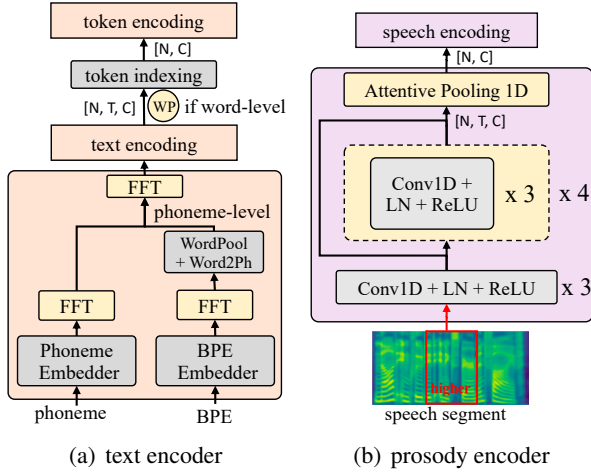 token encoding
[N, C]
token indexing
[N, T, C]
WP
if word-level
text encoding
FFT
phoneme-level
WordPool
+ Word2Ph
FFT
FFT
Phoneme
Embedder
BPE
Embedder
phoneme
BPE
(a) text encoder
speech encoding
[N, C]
Attentive Pooling 1D
[N, T, C]
Conv1D +
LN + ReLU
x 3
x 4
Conv1D + LN + ReLU
x 3
higher
speech segment
(b) prosody encoder